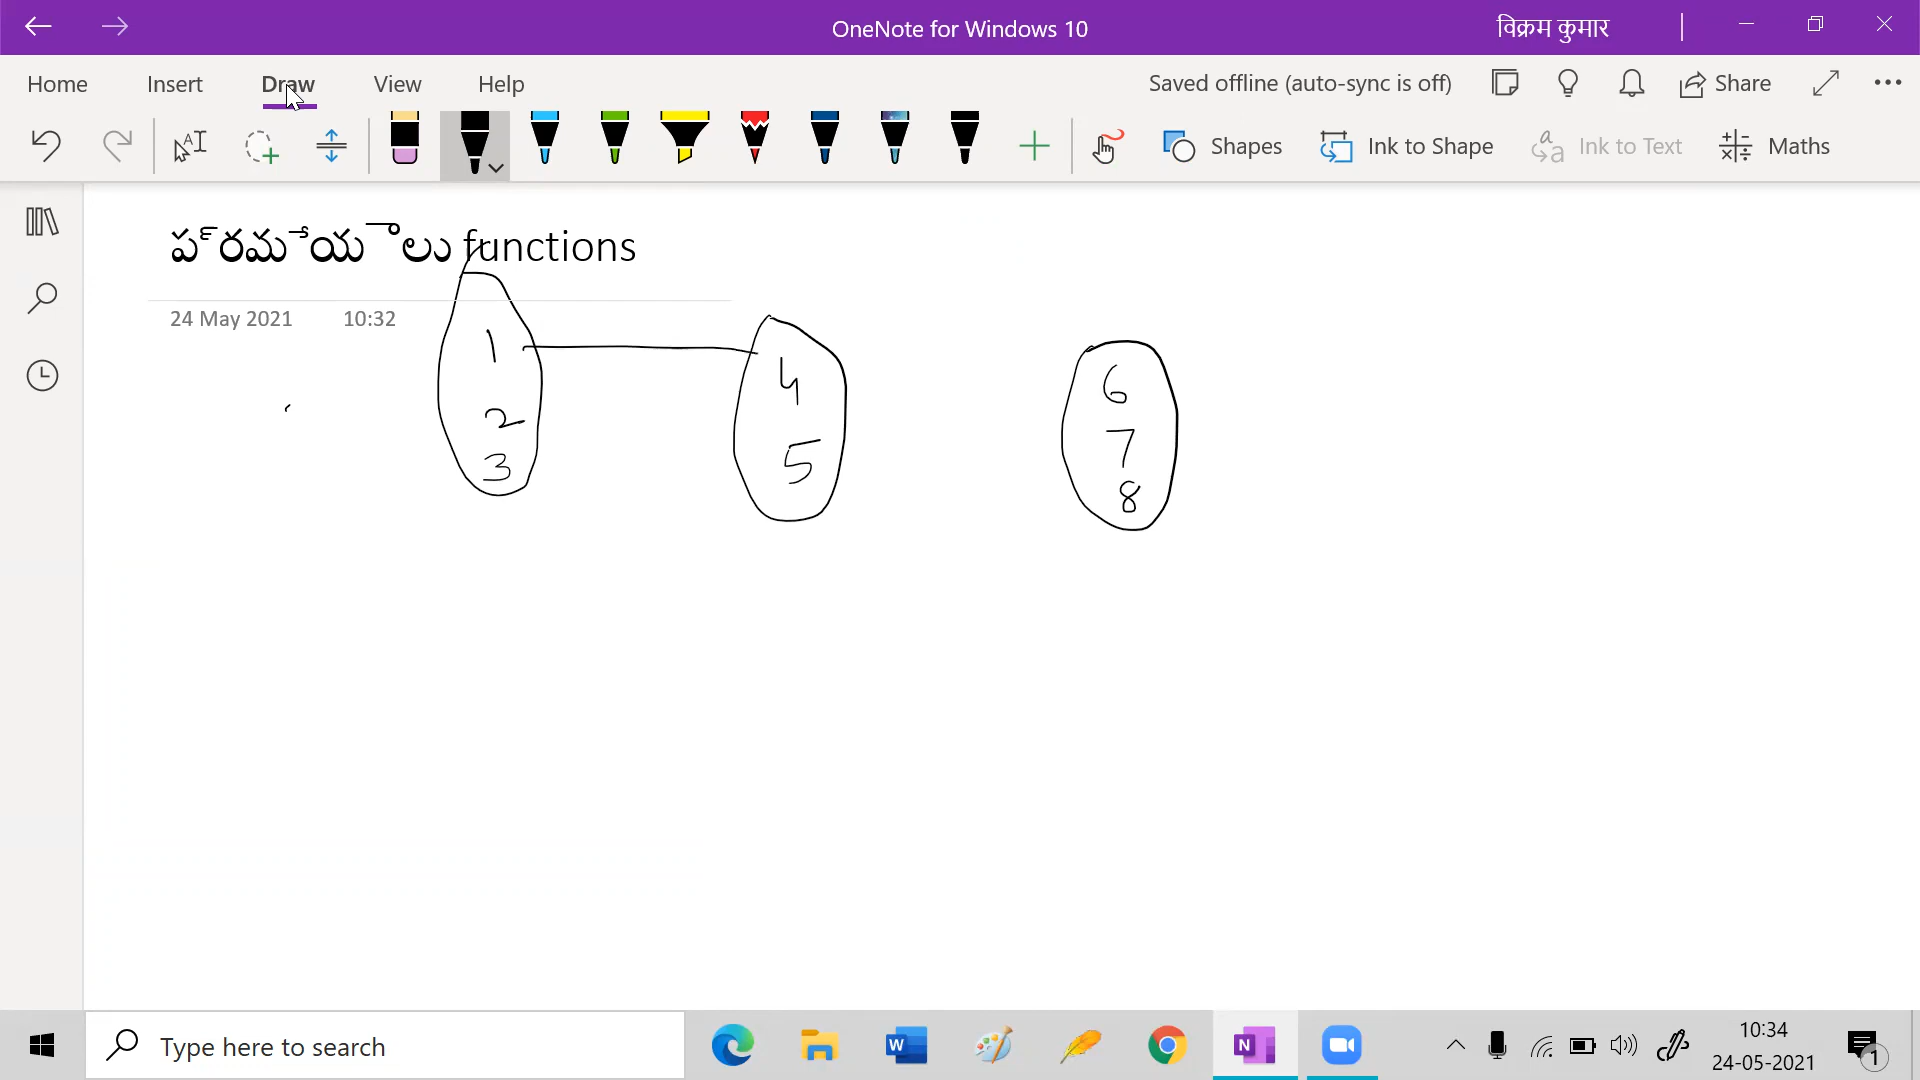 OneNote for Windows 10
विक्रम कुमार
Home Insert Draw View Help
Saved offline (auto-sync is off) Share
Shapes Ink to Shape Ink to Text Maths
ప్రమేయాలు functions
24 May 2021 10:32
1 4 6
2 5 7
3 8
Type here to search
10:34
24-05-2021
1